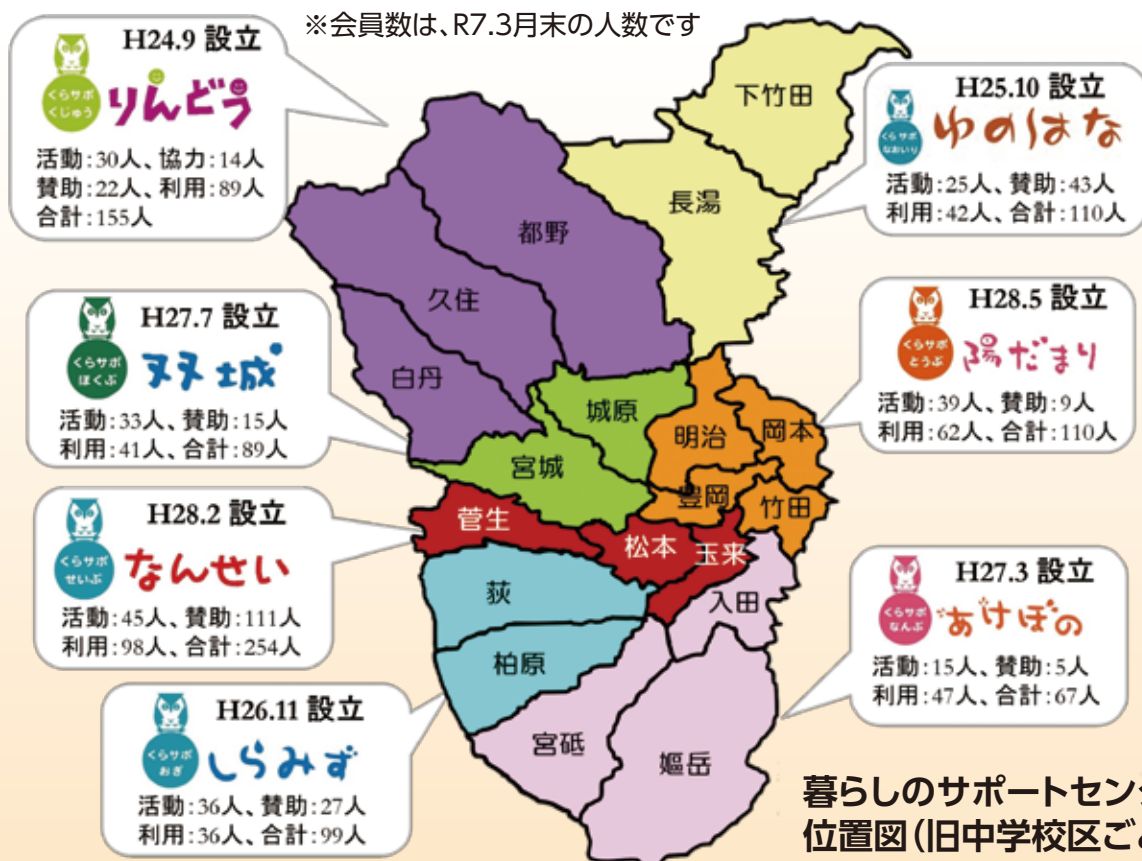 ※会員数は、R7.3月末の人数です
H24.9 設立
くらサポ
くじゅう
りんどう
活動:30人、協力:14人
賛助:22人、利用:89人
合計:155人
H25.10 設立
くらサポ
なおいり
ゆのはな
活動:25人、賛助:43人
利用:42人、合計:110人
H27.7 設立
くらサポ
ほくぶ
双城
活動:33人、賛助:15人
利用:41人、合計:89人
H28.5 設立
くらサポ
とうぶ
陽だまり
活動:39人、賛助:9人
利用:62人、合計:110人
H28.2 設立
くらサポ
せいぶ
なんせい
活動:45人、賛助:111人
利用:98人、合計:254人
H27.3 設立
くらサポ
なんぶ
あけぼの
活動:15人、賛助:5人
利用:47人、合計:67人
H26.11 設立
くらサポ
おぎ
しらみず
活動:36人、賛助:27人
利用:36人、合計:99人
下竹田
長湯
都野
久住
白丹
城原
宮城
明治
岡本
豊岡
竹田
菅生
松本
玉来
荻
柏原
入田
宮砥
嫗岳
暮らしのサポートセン
位置図(旧中学校区ご